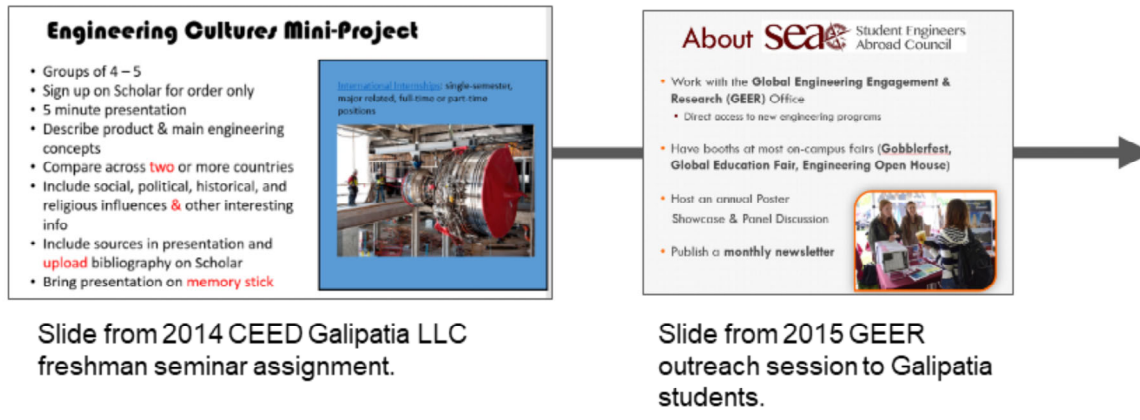 Engineering Cultures Mini-Project
• Groups of 4 – 5
• Sign up on Scholar for order only
• 5 minute presentation
• Describe product & main engineering
concepts
• Compare across two or more countries
• Include social, political, historical, and
religious influences & other interesting
info
• Include sources in presentation and
upload bibliography on Scholar
• Bring presentation on memory stick
International Internships: single-semester,
major related, full-time or part-time
positions
Slide from 2014 CEED Galipatia LLC
freshman seminar assignment.
About sea Student Engineers
Abroad Council
• Work with the Global Engineering Engagement &
Research (GEER) Office
• Direct access to new engineering programs
• Have booths at most on-campus fairs (Gobblerfest,
Global Education Fair, Engineering Open House)
• Host an annual Poster
Showcase & Panel Discussion
• Publish a monthly newsletter
Slide from 2015 GEER
outreach session to Galipatia
students.